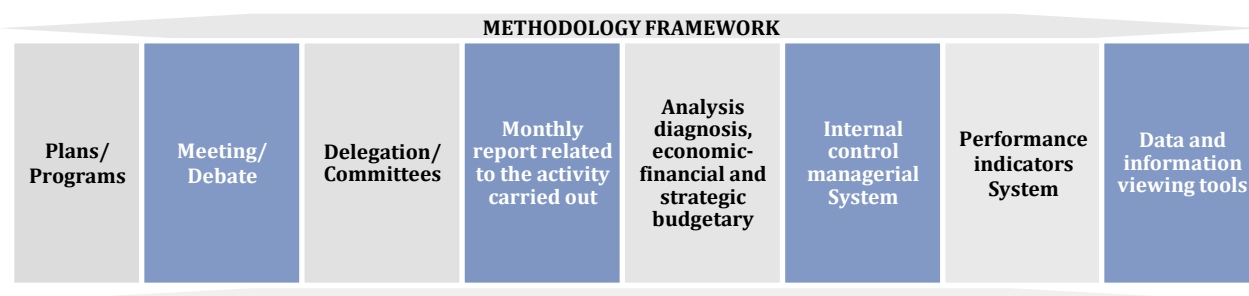 METHODOLOGY FRAMEWORK
Plans/
Programs
Meeting/
Debate
Delegation/
Committees
Monthly
report related
to the activity
carried out
Analysis
diagnosis,
economic-
financial and
strategic
budgetary
Internal
control
managerial
System
Performance
indicators
System
Data and
information
viewing tools